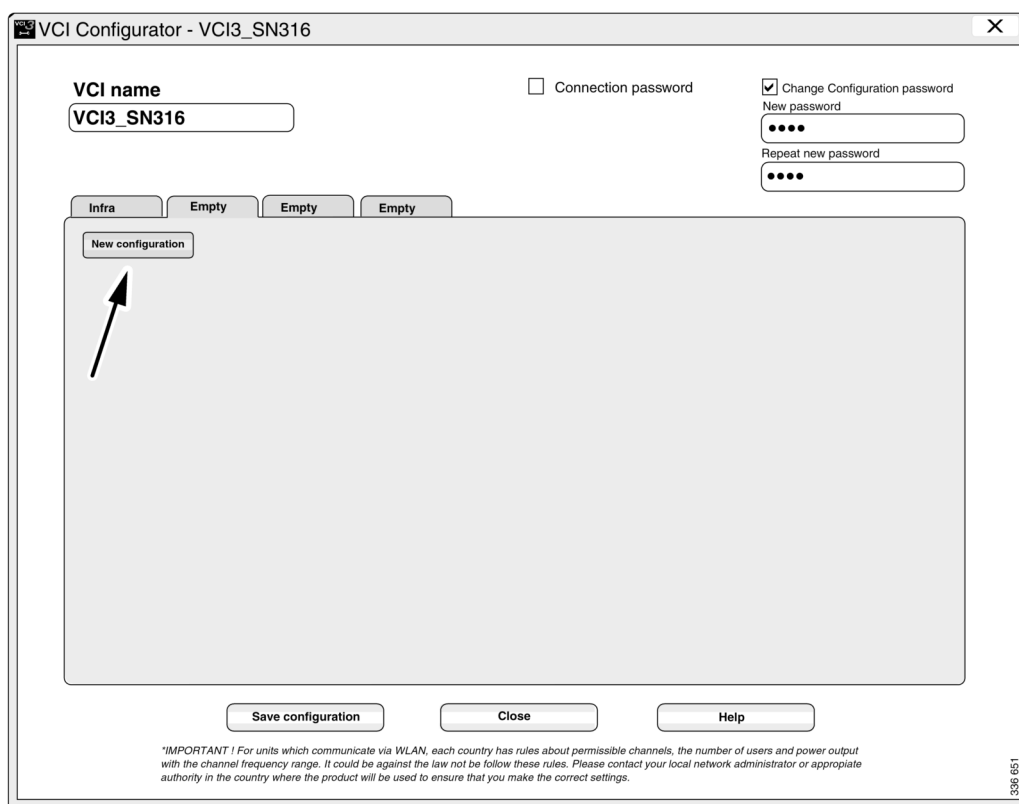 VCI 3 VCI Configurator - VCI3_SN316 X
VCI name
VCI3_SN316
Connection password
Change Configuration password
New password
●●●●
Repeat new password
●●●●
Infra Empty Empty Empty
New configuration
Save configuration Close Help
*IMPORTANT ! For units which communicate via WLAN, each country has rules about permissible channels, the number of users and power output
with the channel frequency range. It could be against the law not be follow these rules. Please contact your local network administrator or appropiate
authority in the country where the product will be used to ensure that you make the correct settings.
336 651